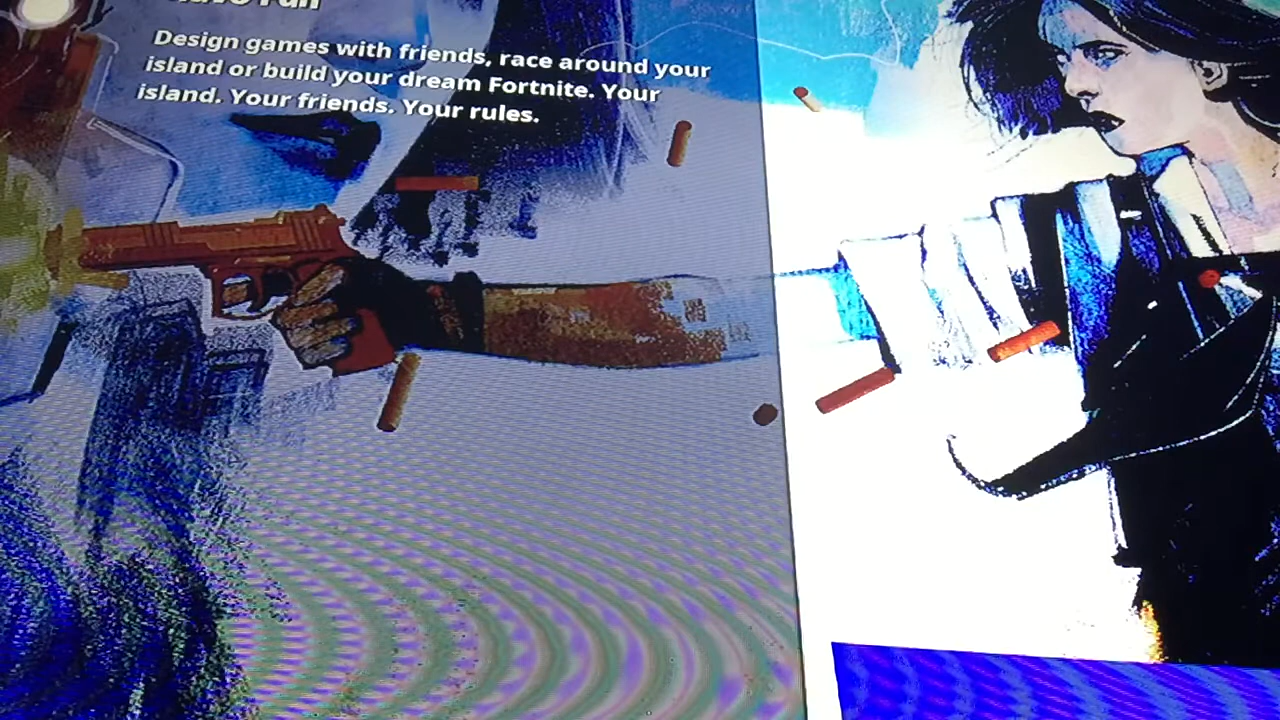 Design games with friends, race around your
island or build your dream Fortnite. Your
island. Your friends. Your rules.